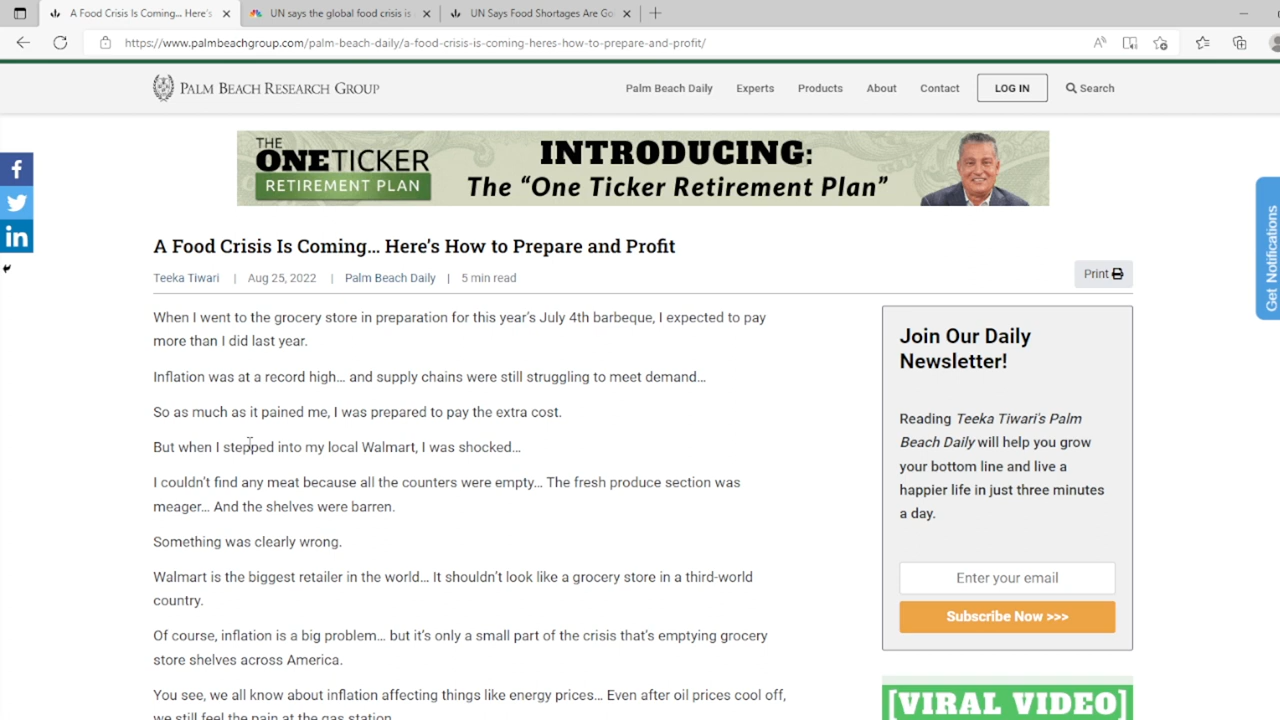 A Food Crisis Is Coming... Here's
UN says the global food crisis is
UN Says Food Shortages Are Go
https://www.palmbeachgroup.com/palm-beach-daily/a-food-crisis-is-coming-heres-how-to-prepare-and-profit/
PALM BEACH RESEARCH GROUP
Palm Beach Daily
Experts
Products
About
Contact
LOG IN
Search
THE
ONE TICKER
RETIREMENT PLAN
INTRODUCING:
The “One Ticker Retirement Plan”
Get Notifications
A Food Crisis Is Coming… Here’s How to Prepare and Profit
Teeka Tiwari | Aug 25, 2022 | Palm Beach Daily | 5 min read
Print
When I went to the grocery store in preparation for this year’s July 4th barbeque, I expected to pay
more than I did last year.
Inflation was at a record high… and supply chains were still struggling to meet demand…
So as much as it pained me, I was prepared to pay the extra cost.
But when I stepped into my local Walmart, I was shocked…
I couldn’t find any meat because all the counters were empty… The fresh produce section was
meager… And the shelves were barren.
Something was clearly wrong.
Walmart is the biggest retailer in the world… It shouldn’t look like a grocery store in a third-world
country.
Of course, inflation is a big problem… but it’s only a small part of the crisis that’s emptying grocery
store shelves across America.
You see, we all know about inflation affecting things like energy prices… Even after oil prices cool off,
we still feel the pain at the gas station
Join Our Daily
Newsletter!
Reading Teeka Tiwari's Palm
Beach Daily will help you grow
your bottom line and live a
happier life in just three minutes
a day.
Enter your email
Subscribe Now >>>
[VIRAL VIDEO]